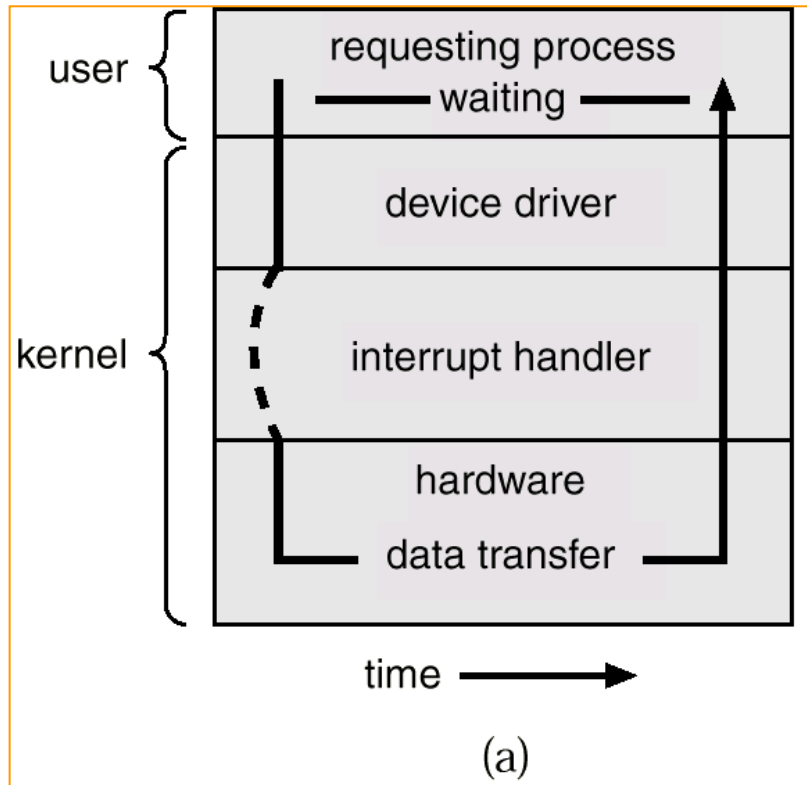 user
requesting process
waiting
device driver
kernel
interrupt handler
hardware
data transfer
time
(a)